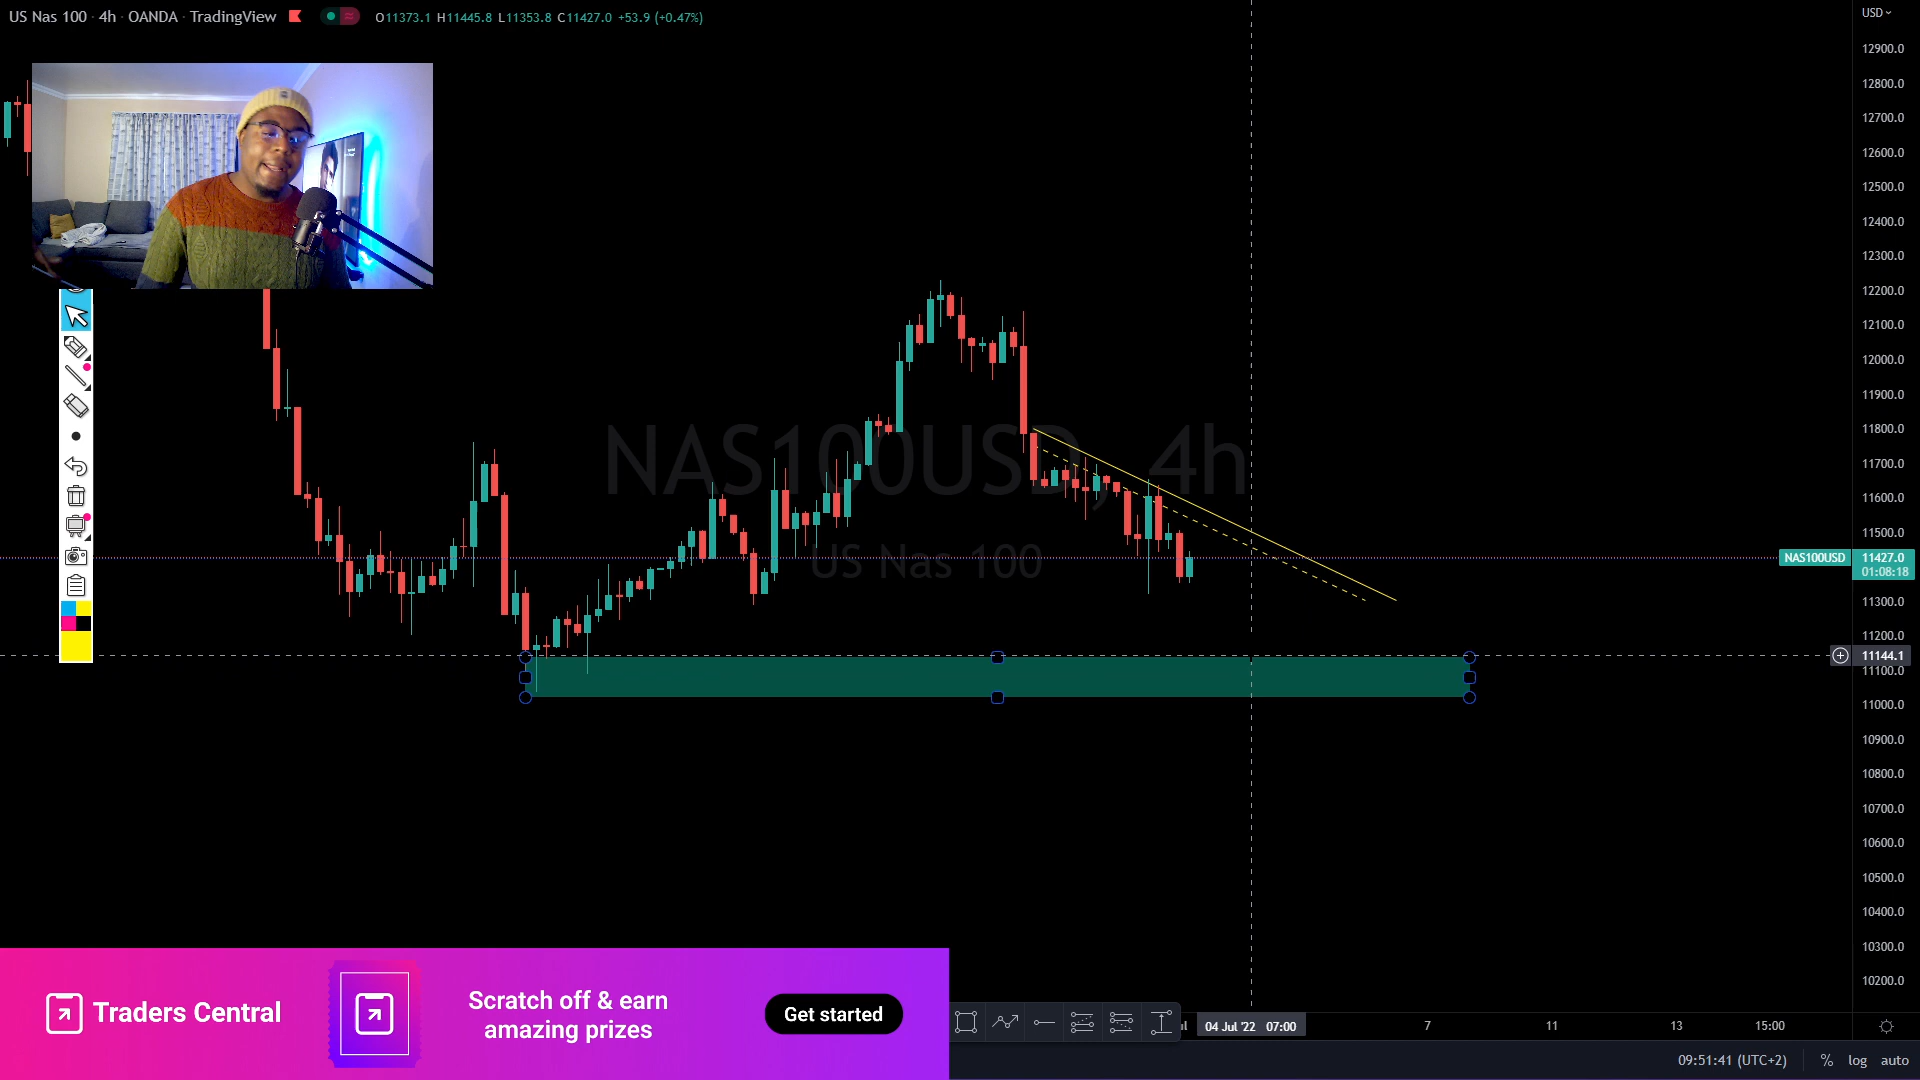 US Nas 100 · 4h · OANDA · TradingView
O11373.1 H11445.8 L11353.8 C11427.0 +53.9 (+0.47%)
USD
12900.0
12800.0
12700.0
12600.0
12500.0
12400.0
12300.0
12200.0
12100.0
12000.0
11900.0
11800.0
11700.0
11600.0
11500.0
NAS100USD 11427.0
01:08:18
11300.0
11200.0
11144.1
11100.0
11000.0
10900.0
10800.0
10700.0
10600.0
10500.0
10400.0
10300.0
10200.0
NAS100USD, 4h
US Nas 100
Traders Central
Scratch off & earn
amazing prizes
Get started
04 Jul '22 07:00
7
11
13
15:00
09:51:41 (UTC+2)
%
log
auto